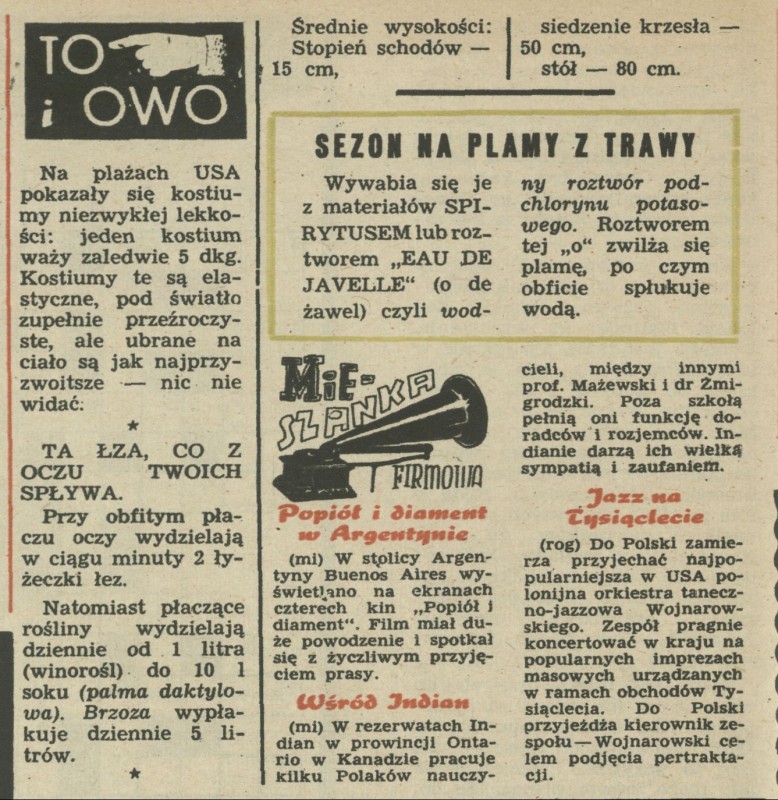 TO
i OWO
Na plażach USA
pokazały się kostiu-
my niezwykłej lekko-
ści: jeden kostium
waży zaledwie 5 dkg.
Kostiumy te są ela-
styczne, pod światło
zupełnie przeźroczy-
ste, ale ubrane na
ciało są jak najprzy-
zwoitsze — nic nie
widać:
★
TA ŁZA, CO Z
OCZU TWOICH
SPŁYWA.
Przy obfitym pła-
czu oczy wydzielają
w ciągu minuty 2 ły-
żeczki łez.
Natomiast płaczące
rośliny wydzielają
dziennie od 1 litra
(winorośl) do 10 l
soku (palma daktylo-
wa). Brzoza wypła-
kuje dziennie 5 li-
trów.
★
Średnie wysokości:
Stopień schodów —
15 cm,
siedzenie krzesła —
50 cm,
stół — 80 cm.
SEZON NA PLAMY Z TRAWY
Wywabia się je
z materiałów SPI-
RYTUSEM lub roz-
tworem „EAU DE
JAVELLE" (o de
żawel) czyli wod-
ny roztwór pod-
chlorynu potaso-
wego. Roztworem
tej „o" zwilża się
plamę, po czym
obficie spłukuje
wodą.
MIE-
SZANKA
FIRMOWA
Popiół i diament
w Argentynie
(mi) W stolicy Argen-
tyny Buenos Aires wy-
świetlano na ekranach
czterech kin „Popiół i
diament". Film miał du-
że powodzenie i spotkał
się z życzliwym przyję-
ciem prasy.
Wśród Indian
(mi) W rezerwatach In-
dian w prowincji Onta-
rio w Kanadzie pracuje
kilku Polaków nauczy-
cieli, między innymi
prof. Mażewski i dr Żmi-
grodzki. Poza szkołą
pełnią oni funkcję do-
radców i rozjemców. In-
dianie darzą ich wielką
sympatią i zaufaniem.
Jazz na
Tysiąclecie
(rog) Do Polski zamie-
rza przyjechać najpo-
pularniejsza w USA po-
lonijna orkiestra tanecz-
no-jazzowa Wojnarow-
skiego. Zespół pragnie
koncertować w kraju na
popularnych imprezach
masowych urządzanych
w ramach obchodów Ty-
siąclecia. Do Polski
przyjeżdża kierownik ze-
społu — Wojnarowski ce-
lem podjęcia pertrakta-
cji.